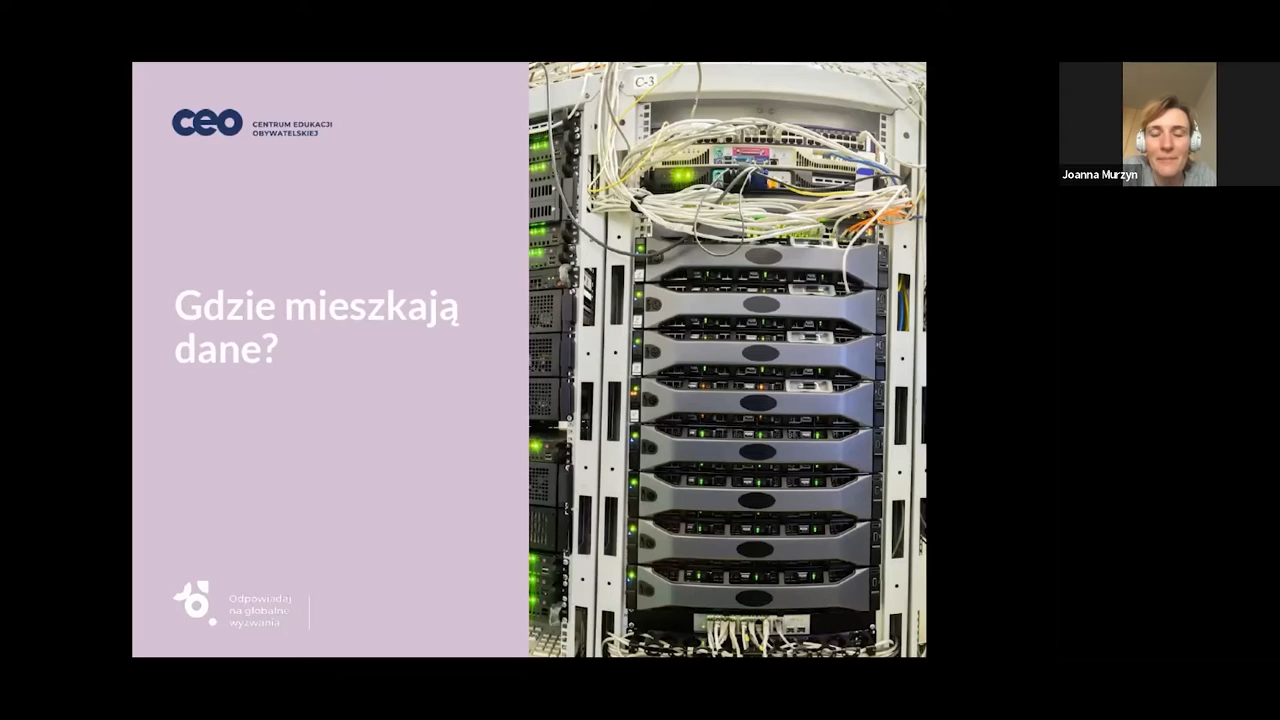 ceo
CENTRUM EDUKACJI
OBYWATELSKIEJ
Gdzie mieszkają
dane?
Odpowiadaj
na globalne
wyzwania
C-3
Joanna Murzyn